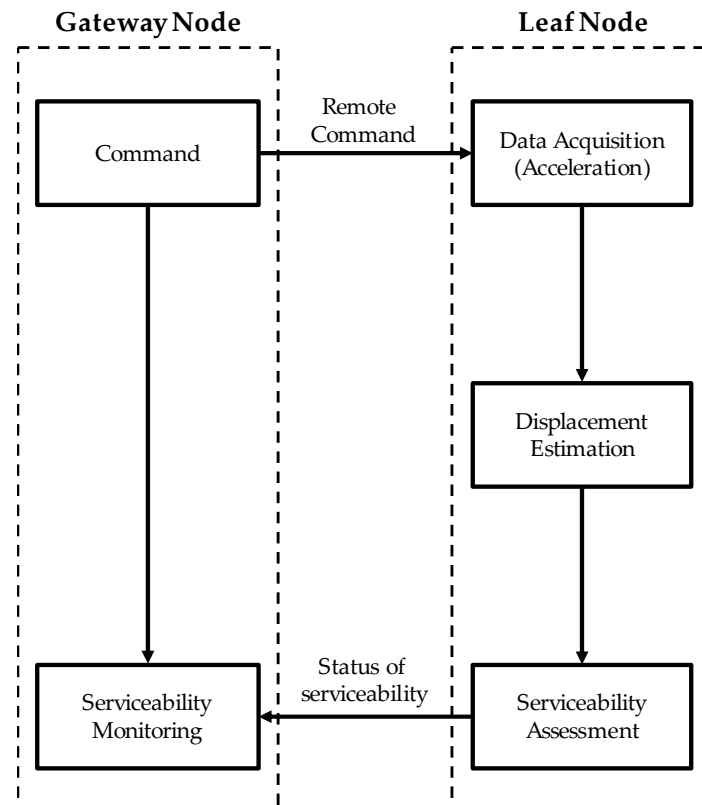 Gateway Node
Leaf Node
Command
Remote
Command
Data Acquisition
(Acceleration)
Displacement
Estimation
Serviceability
Monitoring
Status of
serviceability
Serviceability
Assessment